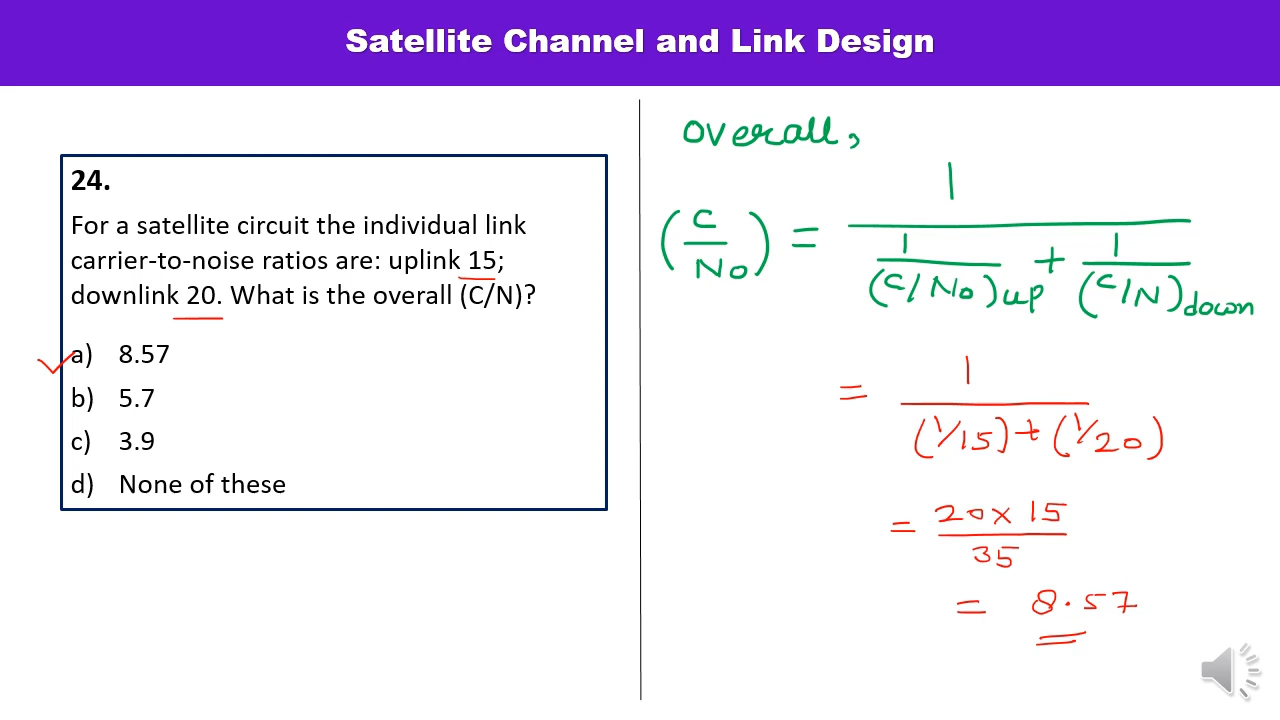 Satellite Channel and Link Design
24.
For a satellite circuit the individual link
carrier-to-noise ratios are: uplink 15;
downlink 20. What is the overall (C/N)?
a) 8.57
b) 5.7
c) 3.9
d) None of these
overall,
(C/No) = 1 / (1/(C/No)up + 1/(C/N)down)
= 1 / ((1/15) + (1/20))
= 20 x 15 / 35
= 8.57